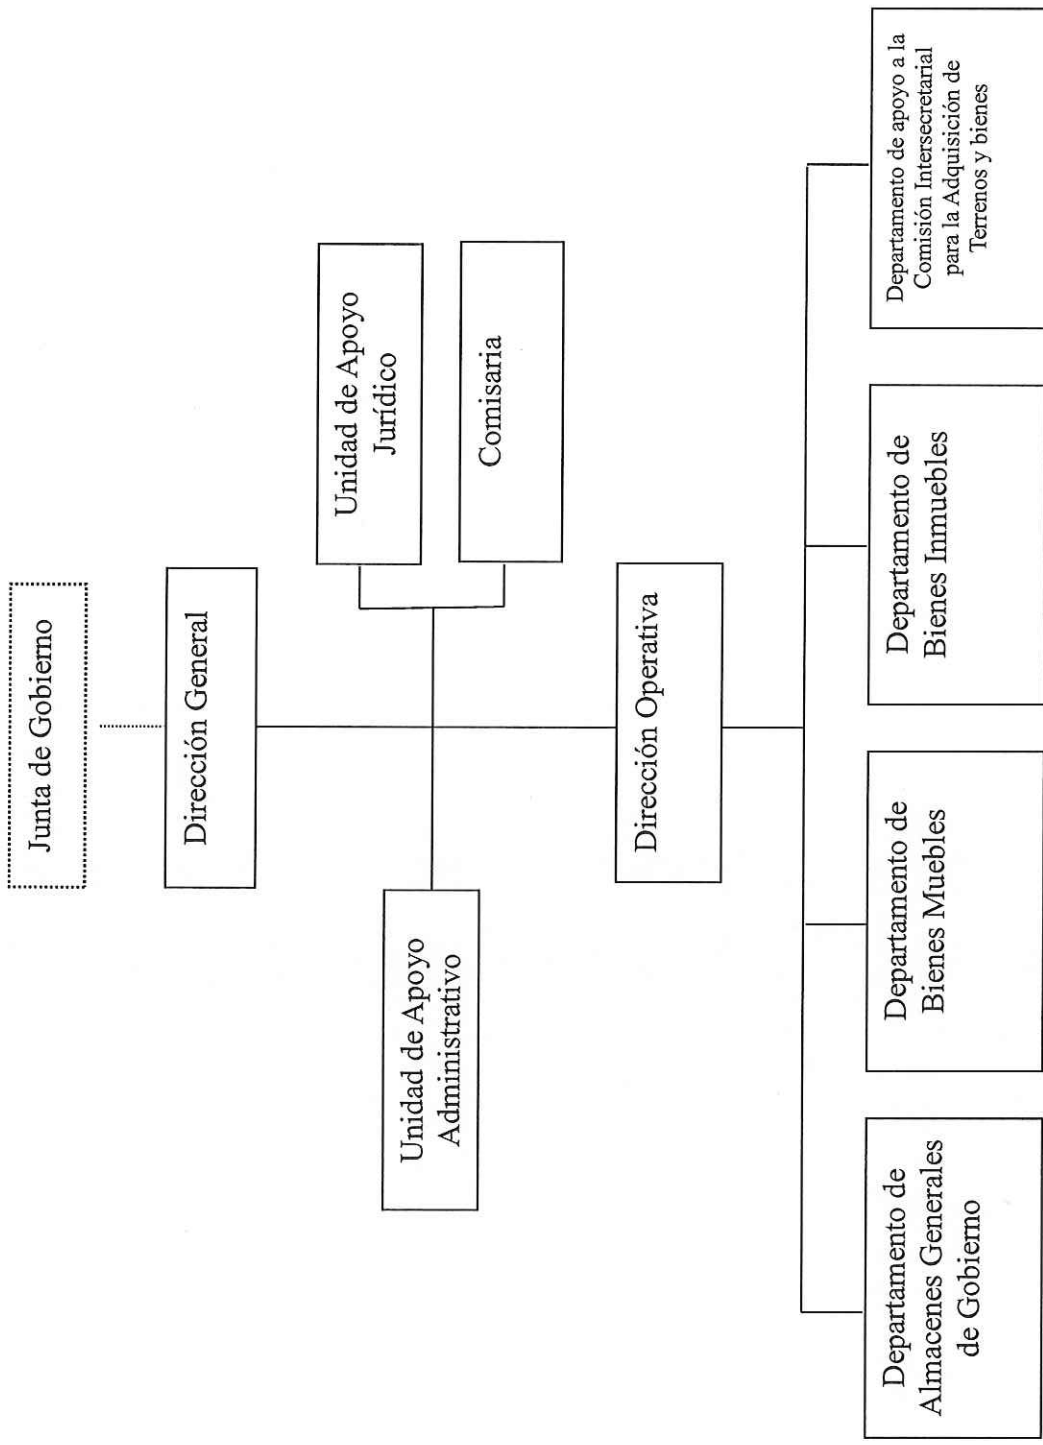 Junta de Gobierno
Dirección General
Unidad de Apoyo
Jurídico
Comisaria
Unidad de Apoyo
Administrativo
Dirección Operativa
Departamento de
Almacenes Generales
de Gobierno
Departamento de
Bienes Muebles
Departamento de
Bienes Inmuebles
Departamento de apoyo a la
Comisión Intersecretarial
para la Adquisición de
Terrenos y bienes